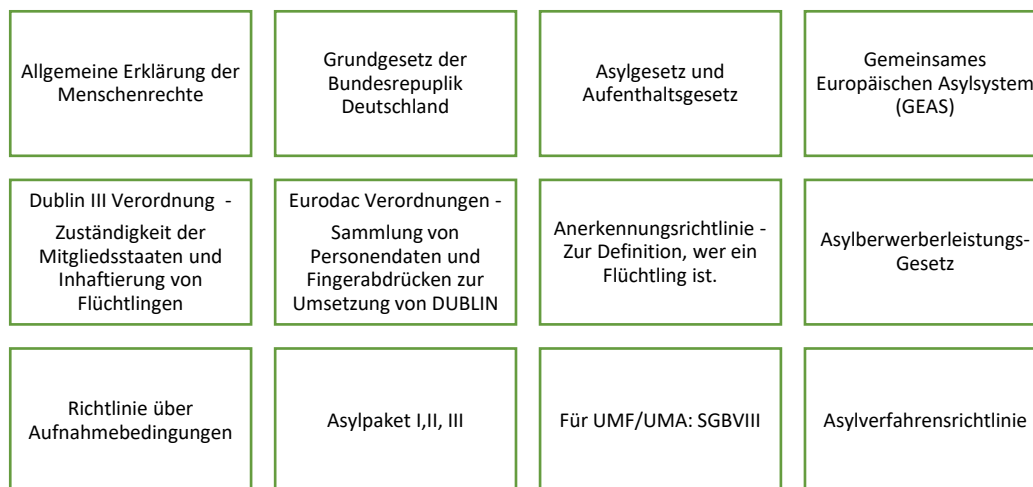 Allgemeine Erklärung der
Menschenrechte
Grundgesetz der
Bundesrepuplik
Deutschland
Asylgesetz und
Aufenthaltsgesetz
Gemeinsames
Europäischen Asylsystem
(GEAS)
Dublin III Verordnung -
Zuständigkeit der
Mitgliedsstaaten und
Inhaftierung von
Flüchtlingen
Eurodac Verordnungen -
Sammlung von
Personendaten und
Fingerabdrücken zur
Umsetzung von DUBLIN
Anerkennungsrichtlinie -
Zur Definition, wer ein
Flüchtling ist.
Asylberwerberleistungs-
Gesetz
Richtlinie über
Aufnahmebedingungen
Asylpaket I,II, III
Für UMF/UMA: SGBVIII
Asylverfahrensrichtlinie